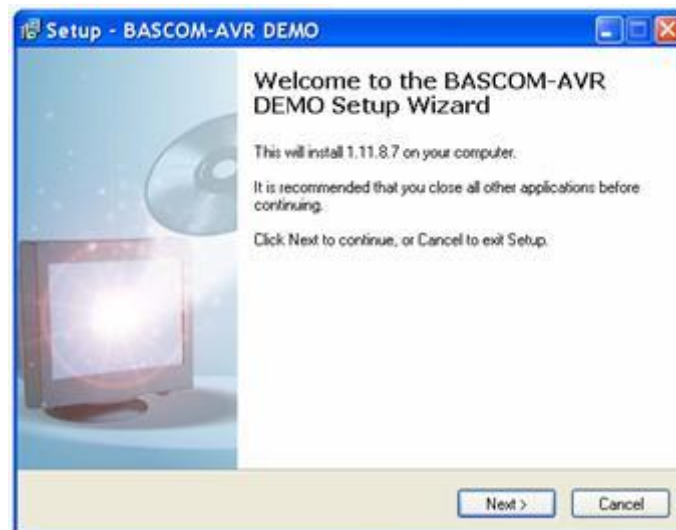 Setup - BASCOM-AVR DEMO
Welcome to the BASCOM-AVR
DEMO Setup Wizard
This will install 1.11.8.7 on your computer.
It is recommended that you close all other applications before
continuing.
Click Next to continue, or Cancel to exit Setup.
Next >
Cancel